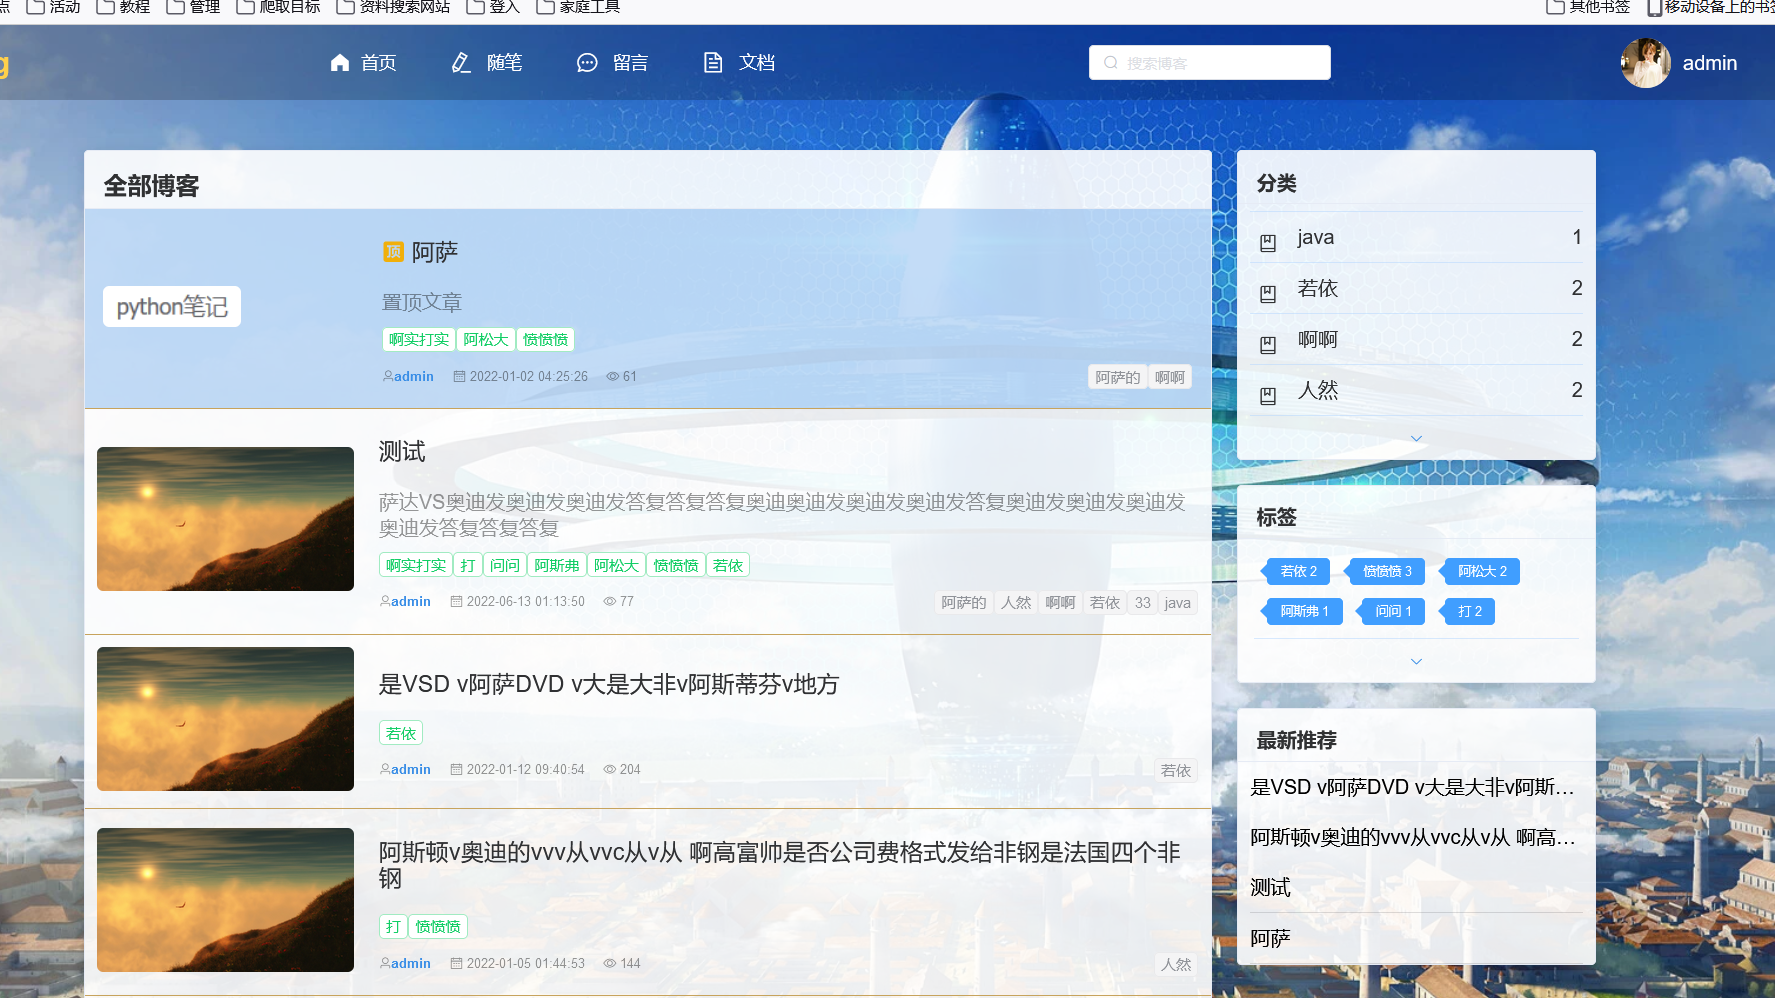 点 活动 教程 管理 爬取目标 资料搜索网站 登入 家庭工具 其他书签 移动设备上的书签
g 首页 随笔 留言 文档 搜索博客 admin
全部博客
顶 阿萨
置顶文章
python笔记
啊实打实 阿松大 愤愤愤
admin 2022-01-02 04:25:26 61 阿萨的 啊啊
测试
萨达VS奥迪发奥迪发奥迪发答复答复答复奥迪奥迪发奥迪发奥迪发答复奥迪发奥迪发奥迪发
奥迪发答复答复答复
啊实打实 打 问问 阿斯弗 阿松大 愤愤愤 若依
admin 2022-06-13 01:13:50 77 阿萨的 人然 啊啊 若依 33 java
是VSD v阿萨DVD v大是大非v阿斯蒂芬v地方
若依
admin 2022-01-12 09:40:54 204 若依
阿斯顿v奥迪的vvv从vvc从v从 啊高富帅是否公司费格式发给非钢是法国四个非
钢
打 愤愤愤
admin 2022-01-05 01:44:53 144 人然
分类
java 1
若依 2
啊啊 2
人然 2
标签
若依 2 愤愤愤 3 阿松大 2
阿斯弗 1 问问 1 打 2
最新推荐
是VSD v阿萨DVD v大是大非v阿斯...
阿斯顿v奥迪的vvv从vvc从v从 啊高...
测试
阿萨